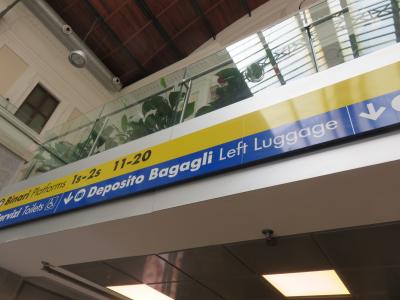 Binari Platforms 1s-2s 11-20
Servizi Toilets Deposito Bagagli Left Luggage